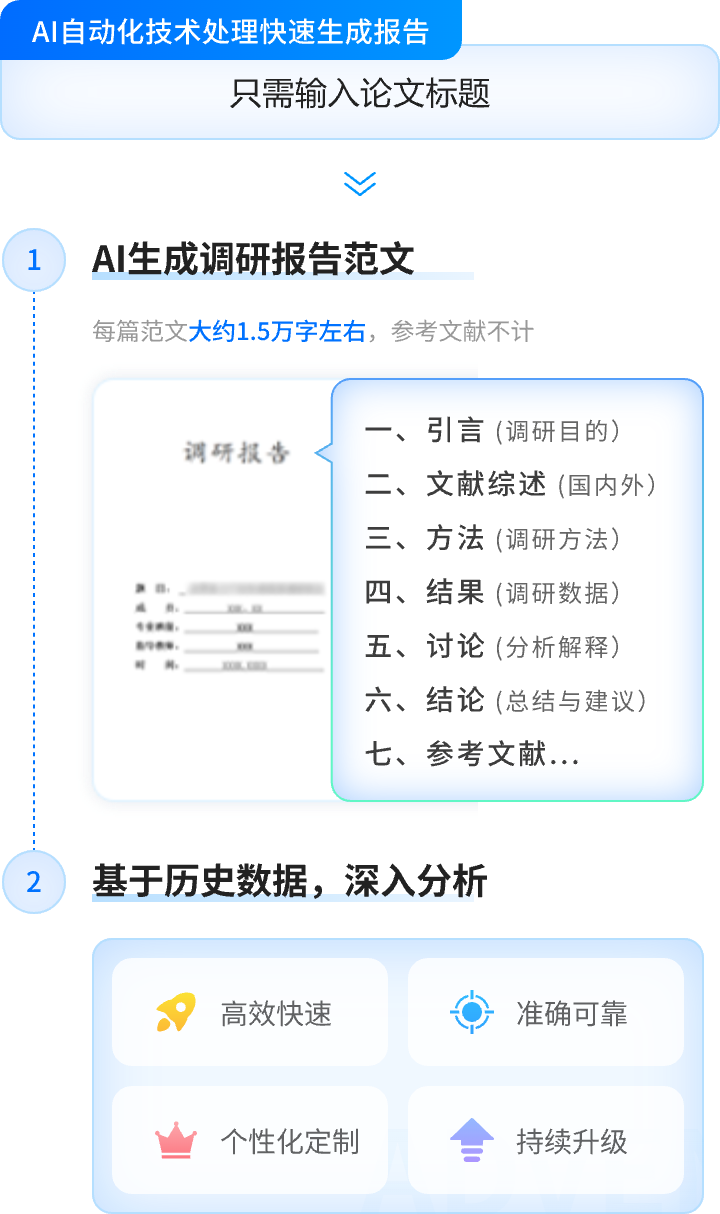 AI自动化技术处理快速生成报告
只需输入论文标题
1
AI生成调研报告范文
每篇范文大约1.5万字左右，参考文献不计
调研报告
一、引言（调研目的）
二、文献综述（国内外）
三、方法（调研方法）
四、结果（调研数据）
五、讨论（分析解释）
六、结论（总结与建议）
七、参考文献...
2
基于历史数据，深入分析
高效快速
准确可靠
个性化定制
持续升级